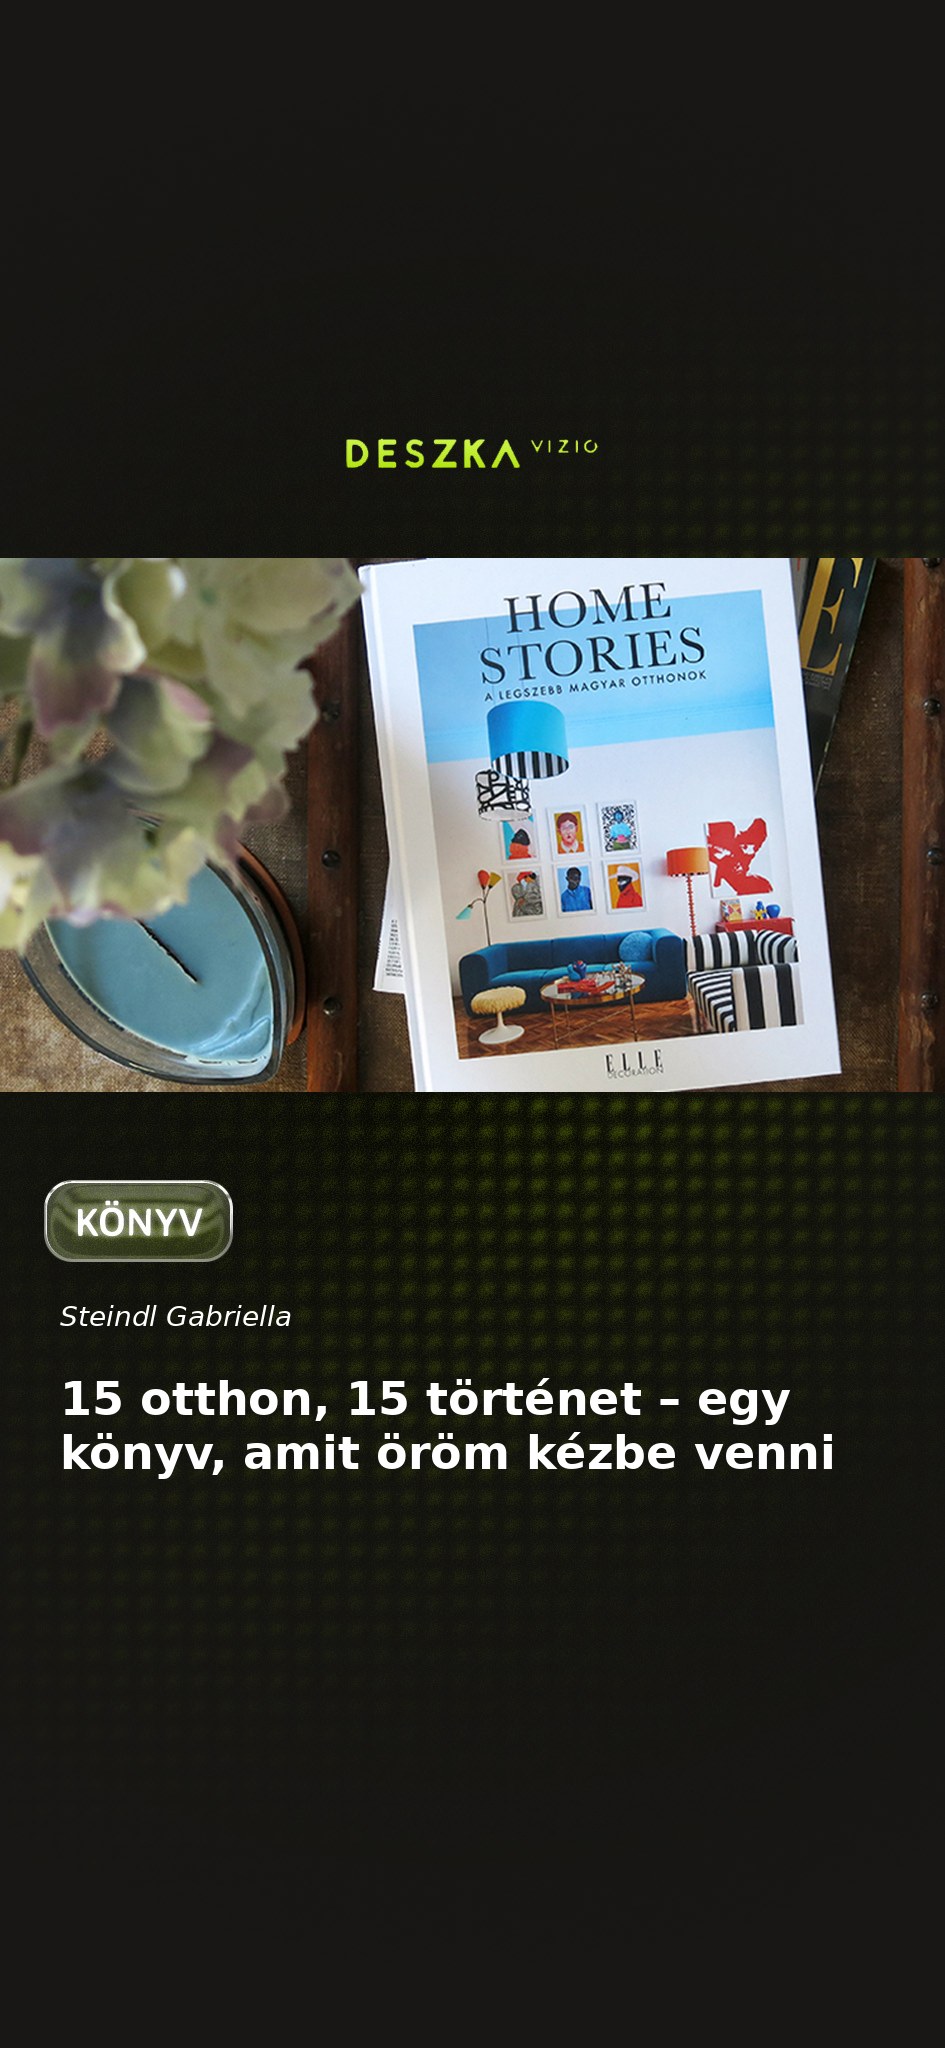 DESZKA VIZIO
HOME
STORIES
A LEGSZEBB MAGYAR OTTHONOK
E
ELLE
DECORATION
KÖNYV
Steindl Gabriella
15 otthon, 15 történet – egy
könyv, amit öröm kézbe venni